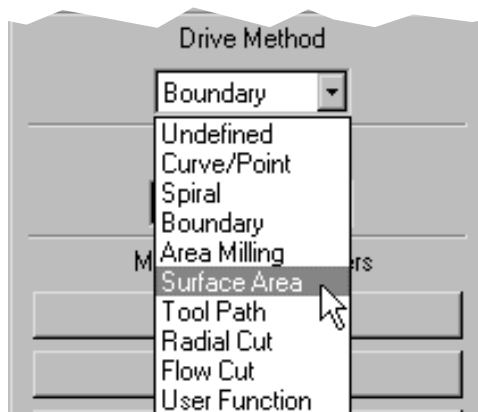 Drive Method
Boundary
Undefined
Curve/Point
Spiral
Boundary
Area Milling
Surface Area
Tool Path
Radial Cut
Flow Cut
User Function